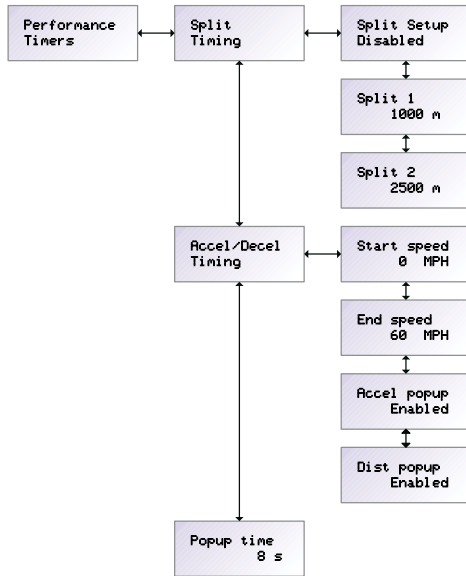 Performance
Timers
Split
Timing
Split Setup
Disabled
Split 1
1000 m
Split 2
2500 m
Accel/Decel
Timing
Start speed
0 MPH
End speed
60 MPH
Accel popup
Enabled
Dist popup
Enabled
Popup time
8 s